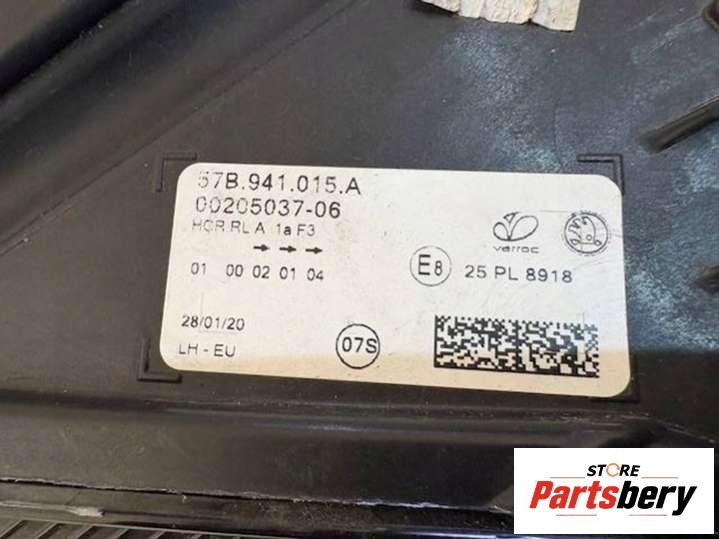 57B.941.015.A
00205037-06
HCR RL A 1a F3
01 00 02 01 04
varroc
E8 25 PL 8918
28/01/20
07S
LH - EU
STORE
Partsbery